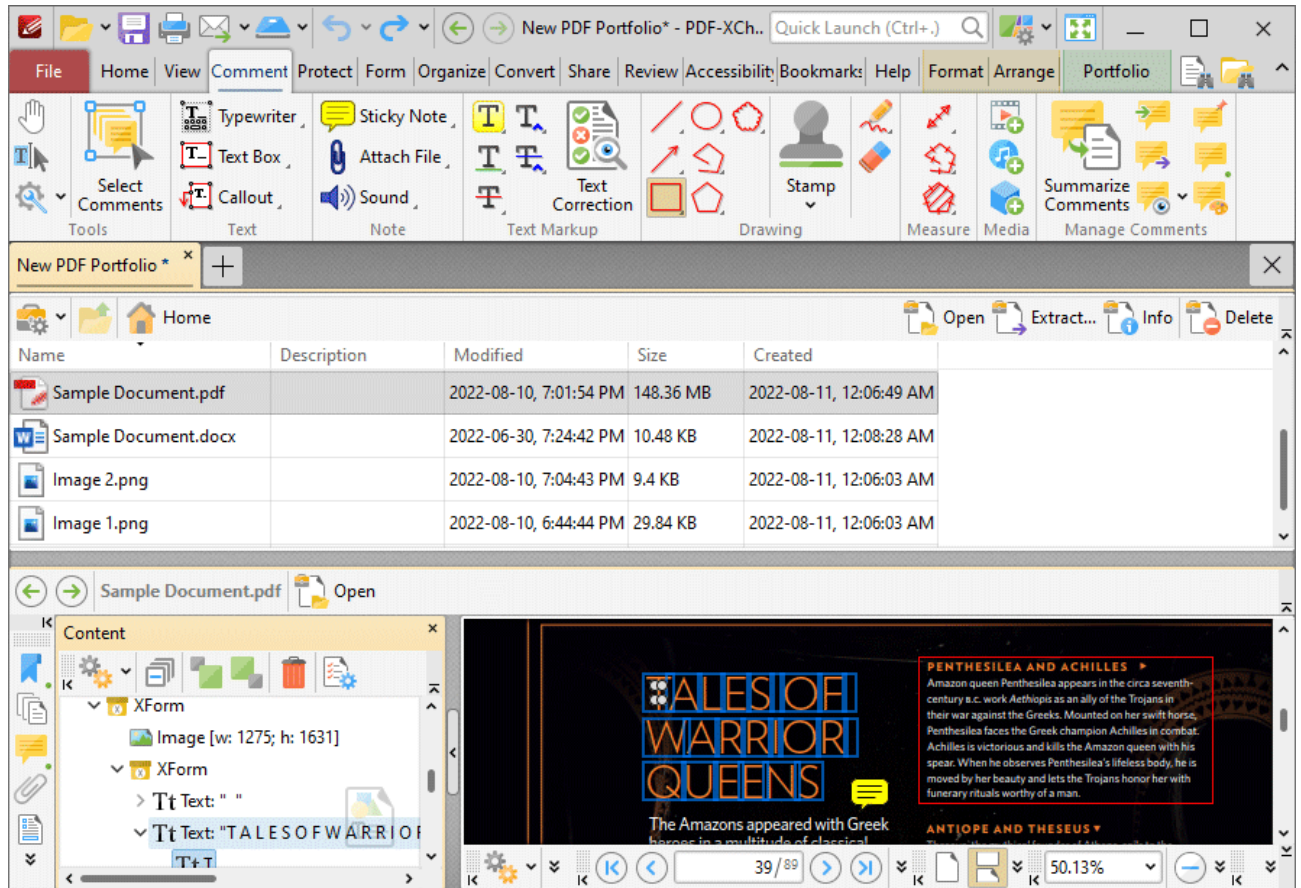 New PDF Portfolio* - PDF-XCh..
Quick Launch (Ctrl+.)
File Home View Comment Protect Form Organize Convert Share Review Accessibilit Bookmarks Help Format Arrange Portfolio
Select Comments
Tools
Typewriter
Text Box
Callout
Text
Sticky Note
Attach File
Sound
Note
Text Correction
Text Markup
Stamp
Drawing
Measure
Media
Summarize Comments
Manage Comments
New PDF Portfolio *
Home
Open Extract... Info Delete
Name Description Modified Size Created
Sample Document.pdf 2022-08-10, 7:01:54 PM 148.36 MB 2022-08-11, 12:06:49 AM
Sample Document.docx 2022-06-30, 7:24:42 PM 10.48 KB 2022-08-11, 12:08:28 AM
Image 2.png 2022-08-10, 7:04:43 PM 9.4 KB 2022-08-11, 12:06:03 AM
Image 1.png 2022-08-10, 6:44:44 PM 29.84 KB 2022-08-11, 12:06:03 AM
Sample Document.pdf Open
Content
XForm
Image [w: 1275; h: 1631]
XForm
Tt Text: " "
Tt Text: "T A L E S O F W A R R I O F
Tt T
TALES OF
WARRIOR
QUEENS
The Amazons appeared with Greek
heroes in a multitude of classical
PENTHESILEA AND ACHILLES
Amazon queen Penthesilea appears in the circa seventh-
century B.C. work Aethiopis as an ally of the Trojans in
their war against the Greeks. Mounted on her swift horse,
Penthesilea faces the Greek champion Achilles in combat.
Achilles is victorious and kills the Amazon queen with his
spear. When he observes Penthesilea's lifeless body, he is
moved by her beauty and lets the Trojans honor her with
funerary rituals worthy of a man.
ANTIOPE AND THESEUS
39/89
50.13%